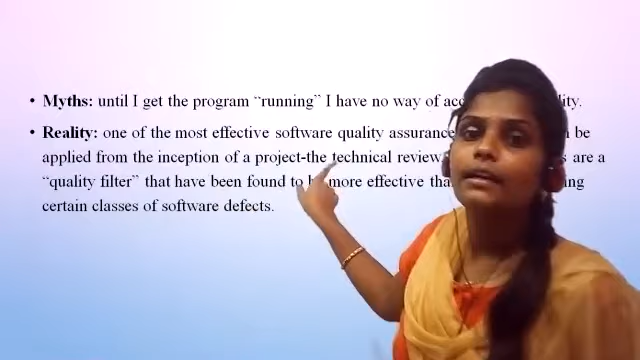 • Myths: until I get the program “running” I have no way of ity.
• Reality: one of the most effective software quality assurance be
applied from the inception of a project-the technical review. are a
“quality filter” that have been found to more effective
certain classes of software defects.